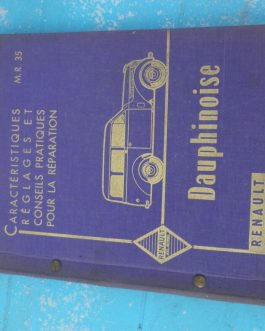 M.R. 35
CARACTÉRISTIQUES
RÉGLAGES ET
CONSEILS PRATIQUES
POUR LA RÉPARATION
RENAULT
Dauphinoise
RENAULT